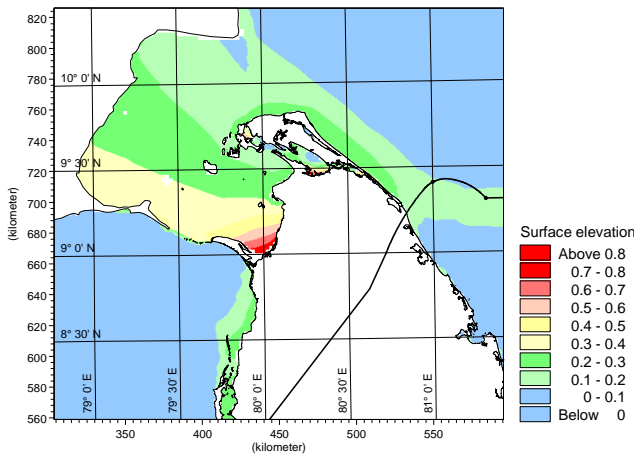 820
800
780
760
740
720
700
680
660
640
620
600
580
560
(kilometer)
10° 0' N
9° 30' N
9° 0' N
8° 30' N
79° 0' E
79° 30' E
80° 0' E
80° 30' E
81° 0' E
350 400 450 500 550
(kilometer)
Surface elevation
Above 0.8
0.7 - 0.8
0.6 - 0.7
0.5 - 0.6
0.4 - 0.5
0.3 - 0.4
0.2 - 0.3
0.1 - 0.2
0 - 0.1
Below 0